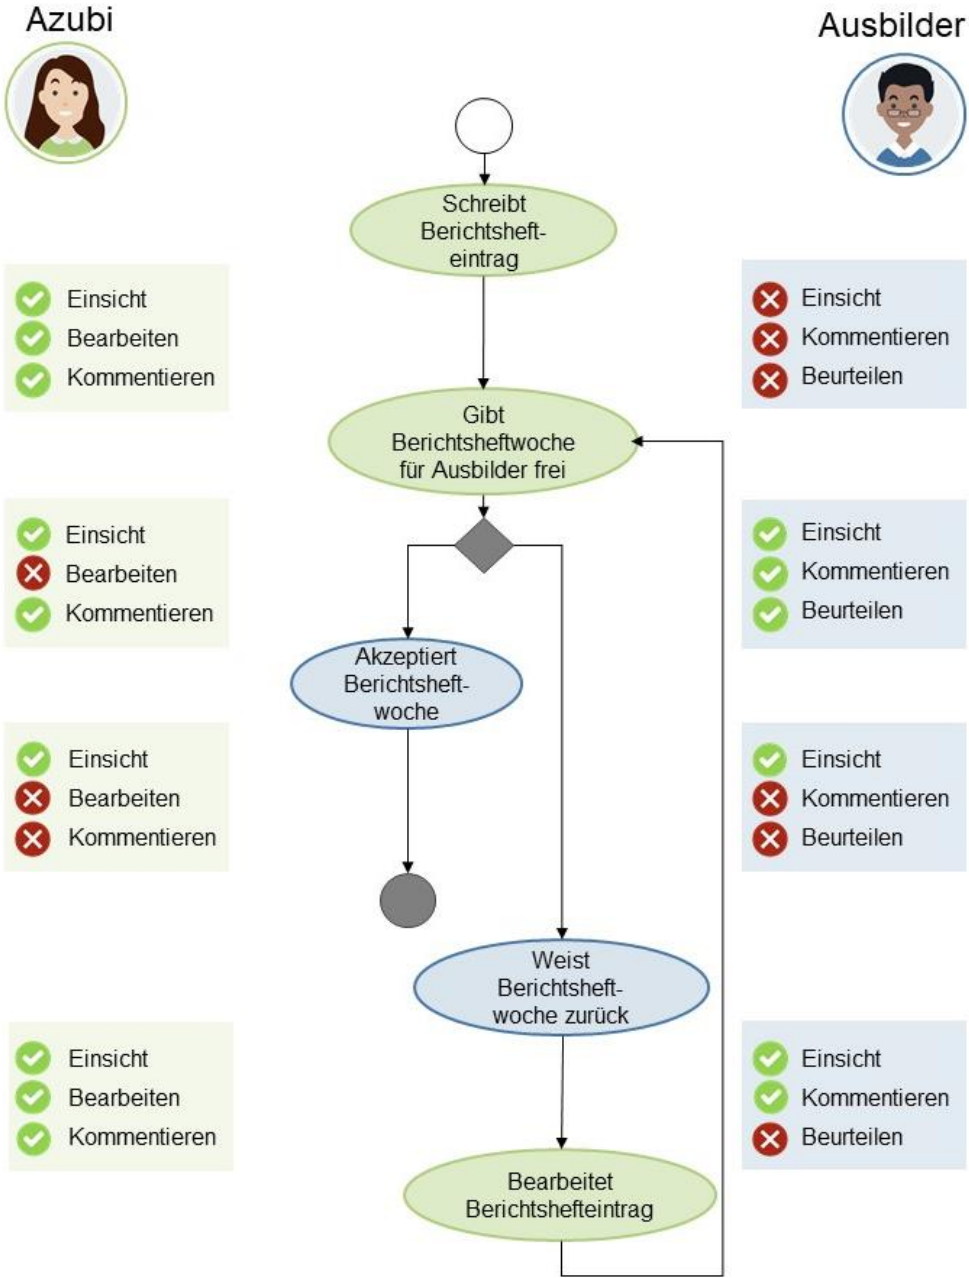 Azubi
Ausbilder
Schreibt
Berichtsheft-
eintrag
Einsicht
Bearbeiten
Kommentieren
Einsicht
Kommentieren
Beurteilen
Gibt
Berichtsheftwoche
für Ausbilder frei
Einsicht
Bearbeiten
Kommentieren
Einsicht
Kommentieren
Beurteilen
Akzeptiert
Berichtsheft-
woche
Einsicht
Bearbeiten
Kommentieren
Einsicht
Kommentieren
Beurteilen
Weist
Berichtsheft-
woche zurück
Einsicht
Bearbeiten
Kommentieren
Einsicht
Kommentieren
Beurteilen
Bearbeitet
Berichtshefteintrag